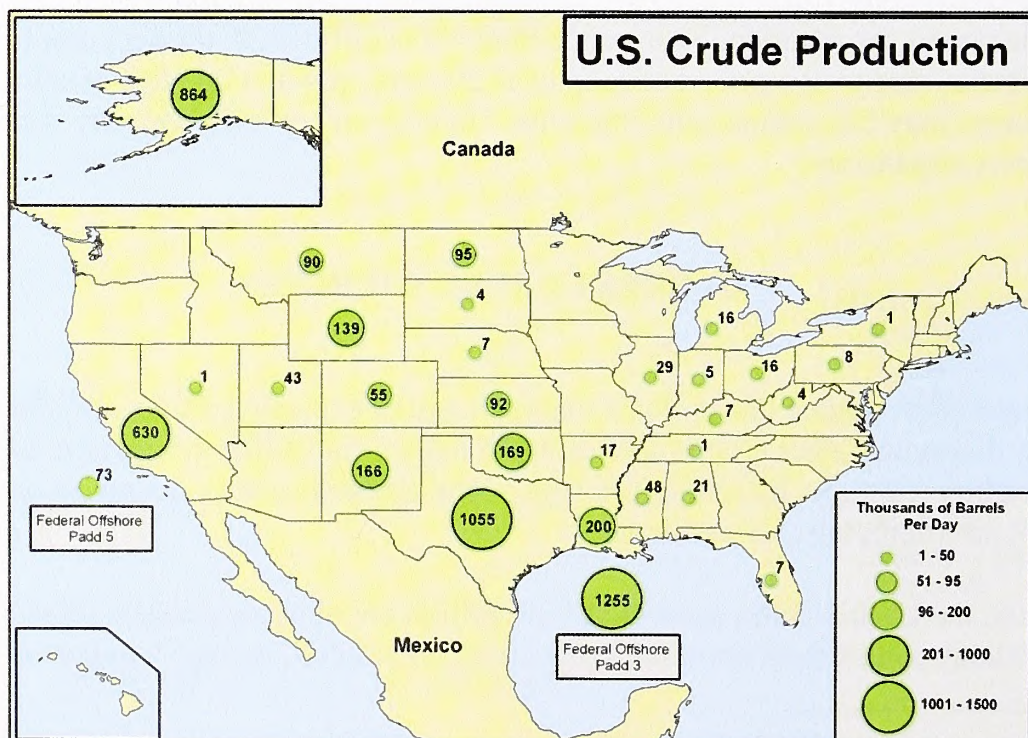 U.S. Crude Production
864
Canada
90
95
4
16
1
139
7
29
5
16
8
1
43
55
92
7
4
630
169
17
1
73
166
48
21
1055
200
Federal Offshore
Padd 5
7
1255
Mexico
Federal Offshore
Padd 3
Thousands of Barrels
Per Day
1 - 50
51 - 95
96 - 200
201 - 1000
1001 - 1500